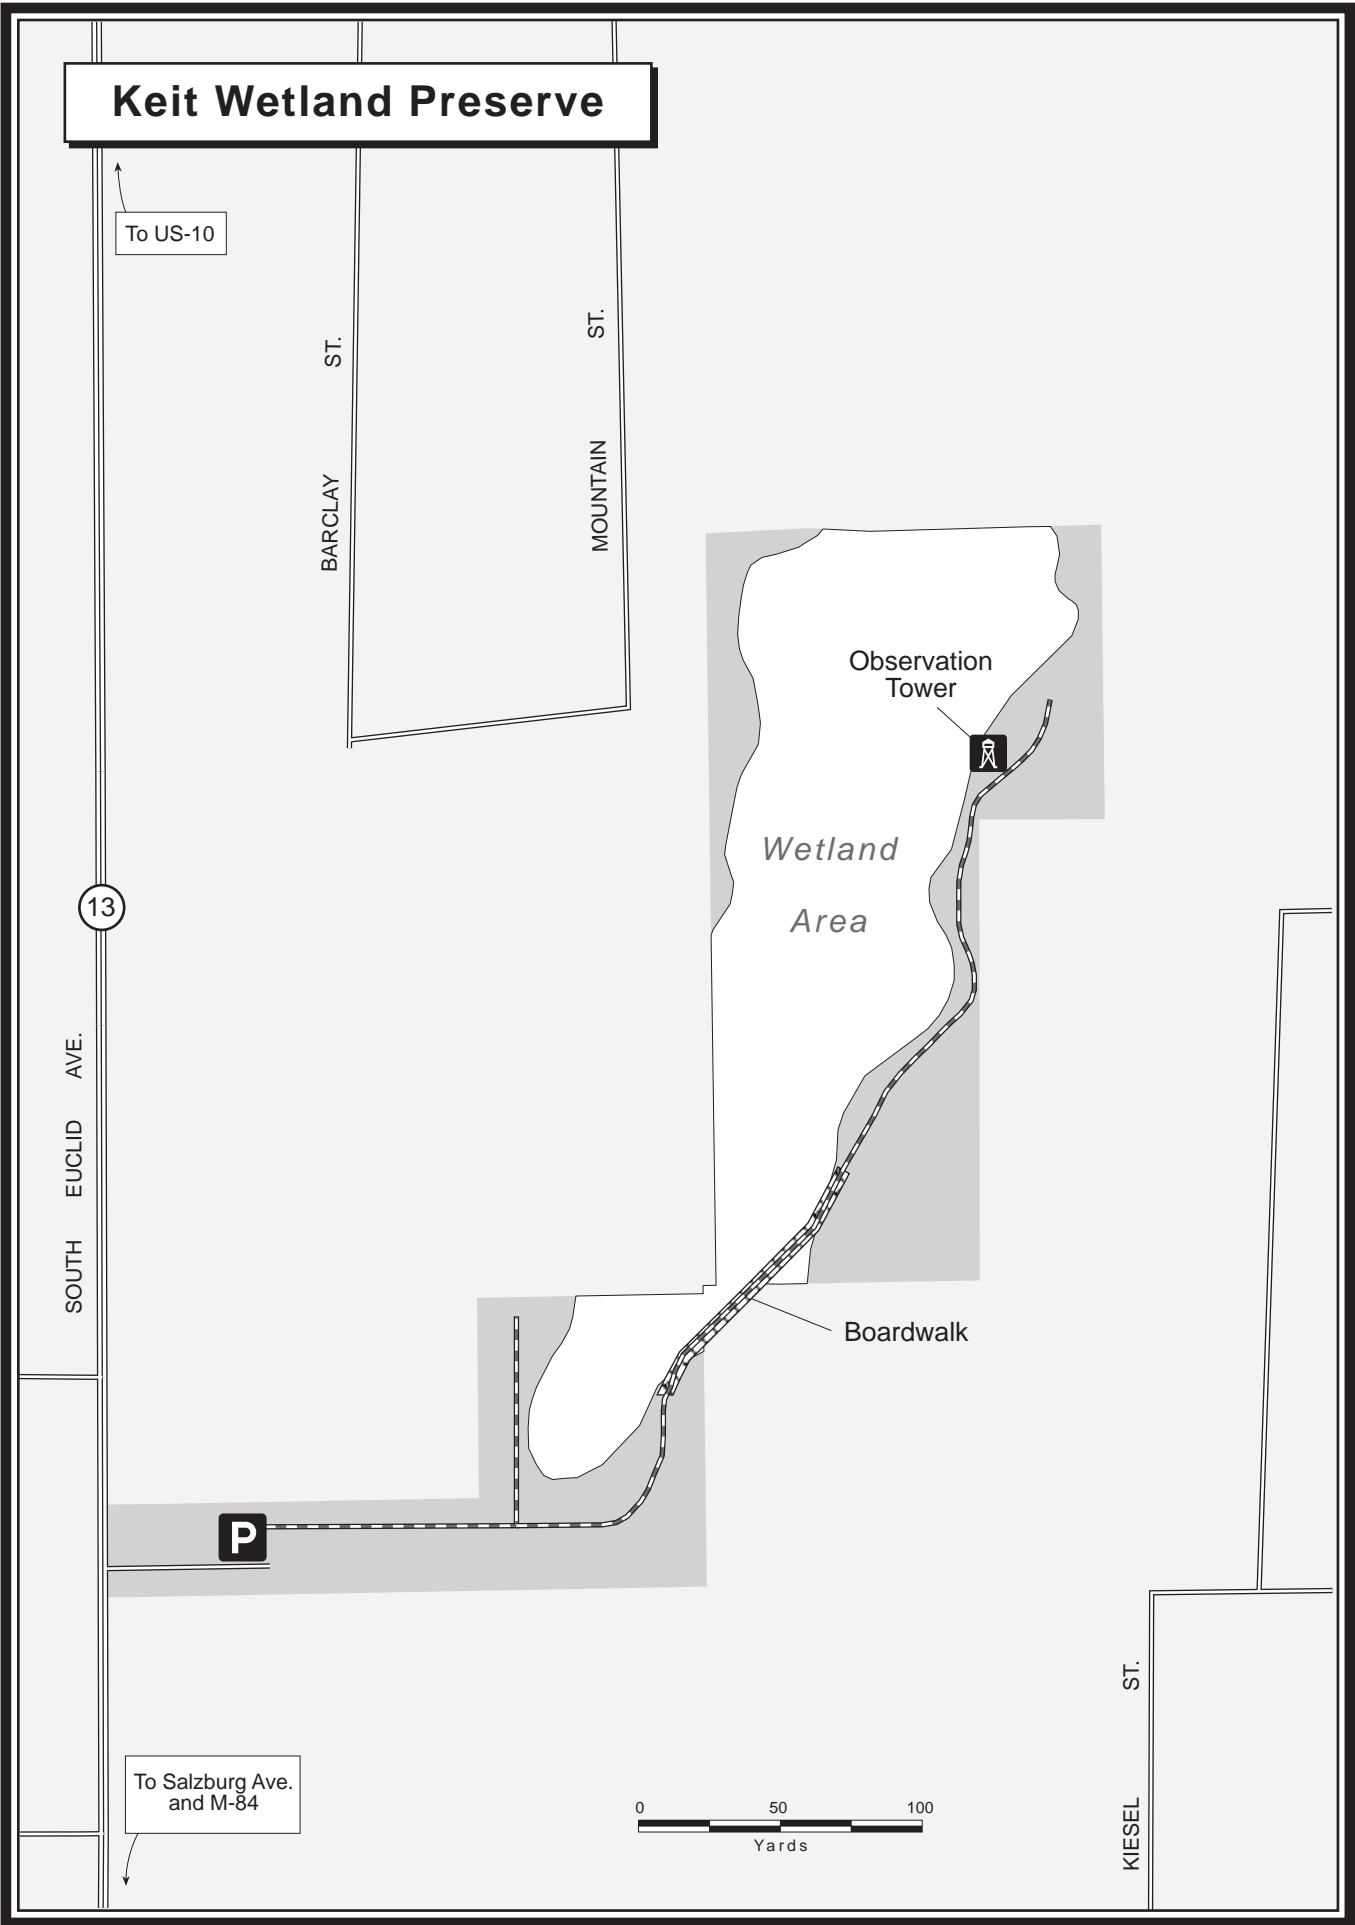 Keit Wetland Preserve
To US-10
BARCLAY ST.
MOUNTAIN ST.
Observation
Tower
Wetland
Area
13
SOUTH EUCLID AVE.
Boardwalk
P
KIESEL ST.
To Salzburg Ave.
and M-84
0 50 100
Yards